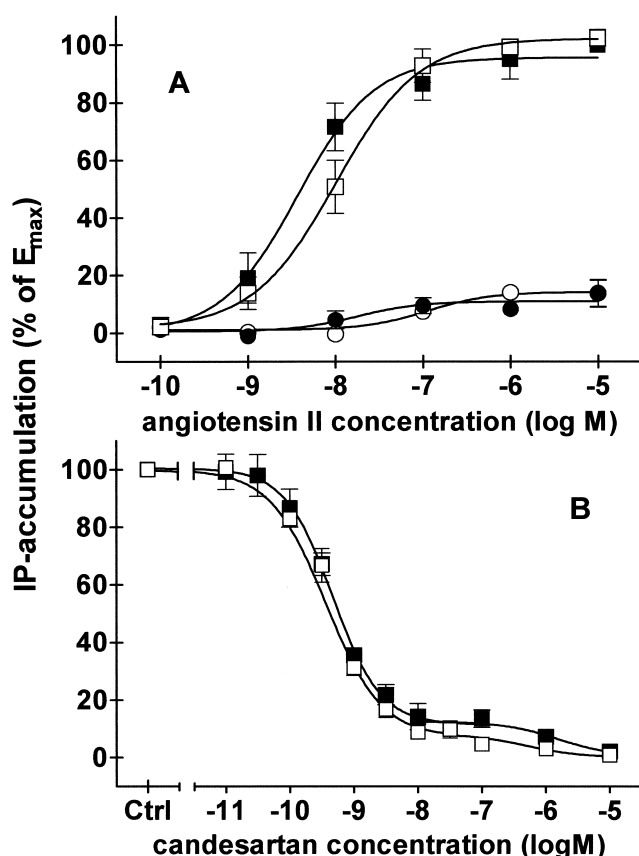 IP-accumulation (% of Emax)
A
100
80
60
40
20
0
-10 -9 -8 -7 -6 -5
angiotensin II concentration (log M)
B
100
80
60
40
20
0
Ctrl -11 -10 -9 -8 -7 -6 -5
candesartan concentration (logM)